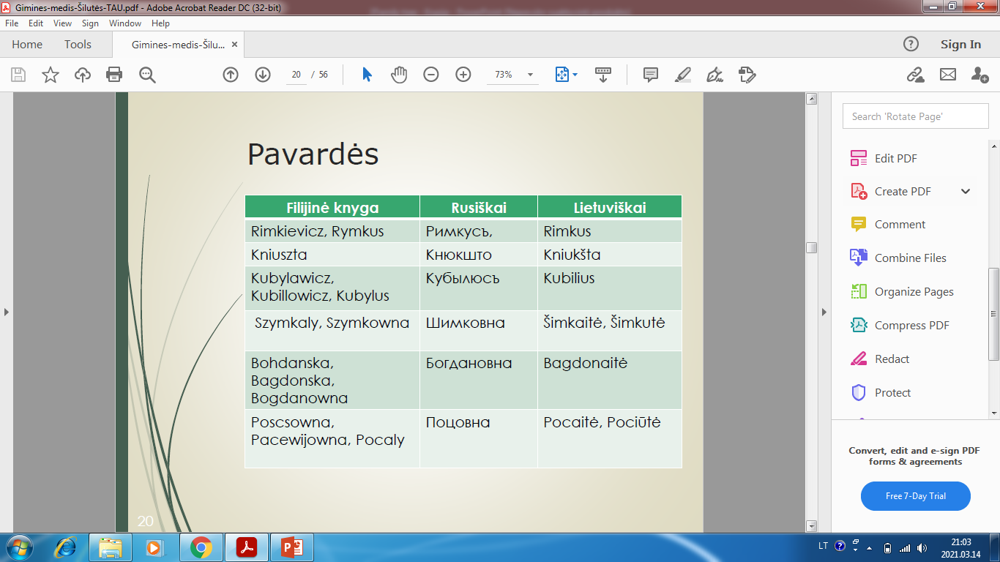 Gimines-medis-Šilutės-TAU.pdf - Adobe Acrobat Reader DC (32-bit)
File Edit View Sign Window Help
Home Tools Gimines-medis-Šilu... × ? Sign In
20 / 56 73%
Search 'Rotate Page'
Edit PDF
Create PDF
Comment
Combine Files
Organize Pages
Compress PDF
Redact
Protect
Convert, edit and e-sign PDF
forms & agreements
Free 7-Day Trial
Pavardės
Filijinė knyga Rusiškai Lietuviškai
Rimkievicz, Rymkus Римкусъ, Rimkus
Kniuszta Кнюкшто Kniukšta
Kubylawicz, Кубылюсъ Kubilius
Kubillowicz, Kubylus
Szymkaly, Szymkowna Шимковна Šimkaitė, Šimkutė
Bohdanska, Богдановна Bagdonaitė
Bagdonska,
Bogdanowna
Poscsowna, Поцовна Pocaitė, Pociūtė
Pacewijowna, Pocaly
20
LT ? 21:03
2021.03.14